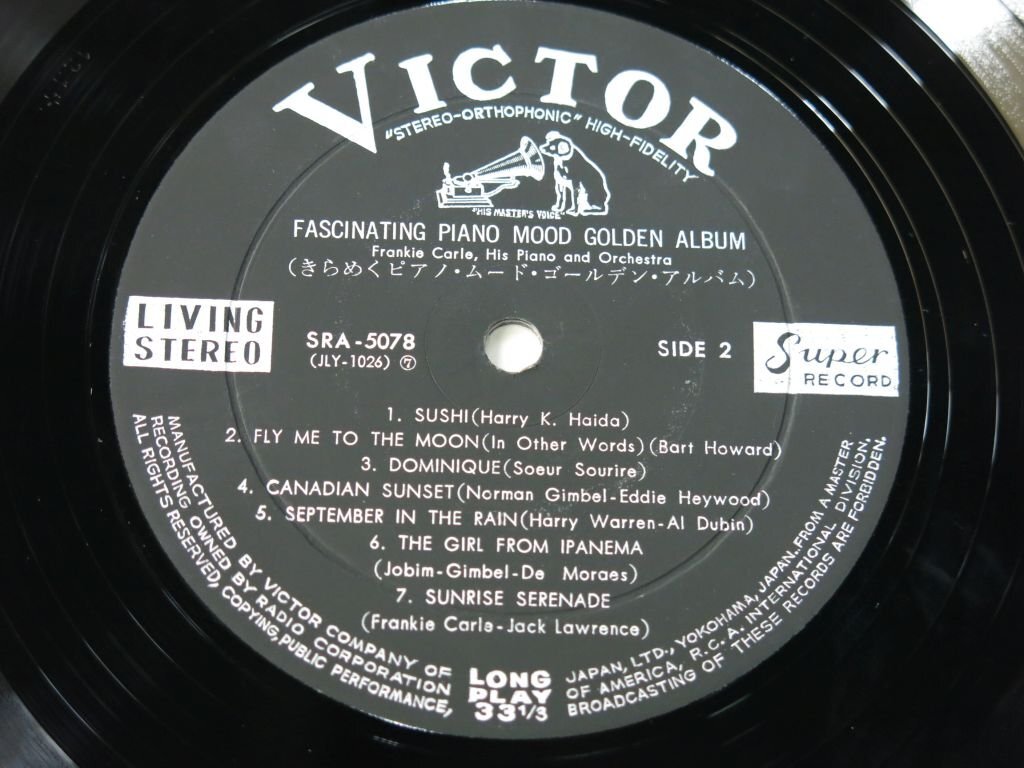 VICTOR
"STEREO-ORTHOPHONIC" HIGH-FIDELITY
"HIS MASTER'S VOICE"
FASCINATING PIANO MOOD GOLDEN ALBUM
Frankie Carle, His Piano and Orchestra
(きらめくピアノ・ムード・ゴールデン・アルバム)
LIVING
STEREO
SRA-5078
(JLY-1026) ⑦
SIDE 2
Super
RECORD
1. SUSHI(Harry K. Haida)
2. FLY ME TO THE MOON(In Other Words)(Bart Howard)
3. DOMINIQUE(Soeur Sourire)
4. CANADIAN SUNSET(Norman Gimbel-Eddie Heywood)
5. SEPTEMBER IN THE RAIN(Harry Warren-Al Dubin)
6. THE GIRL FROM IPANEMA
(Jobim-Gimbel-De Moraes)
7. SUNRISE SERENADE
(Frankie Carle-Jack Lawrence)
MANUFACTURED BY VICTOR COMPANY OF
RECORDING OWNED BY RADIO CORPORATION
ALL RIGHTS RESERVED, COPYING, PUBLIC PERFORMANCE,
LONG
PLAY
33 1/3
JAPAN, LTD., YOKOHAMA, JAPAN. FROM A MASTER
OF AMERICA, R.C.A. INTERNATIONAL DIVISION,
BROADCASTING OF THESE RECORDS ARE FORBIDDEN.